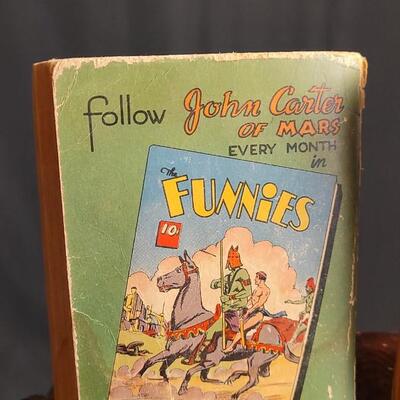 follow John Carter
OF MARS
EVERY MONTH
in
The
FUNNIES
10¢